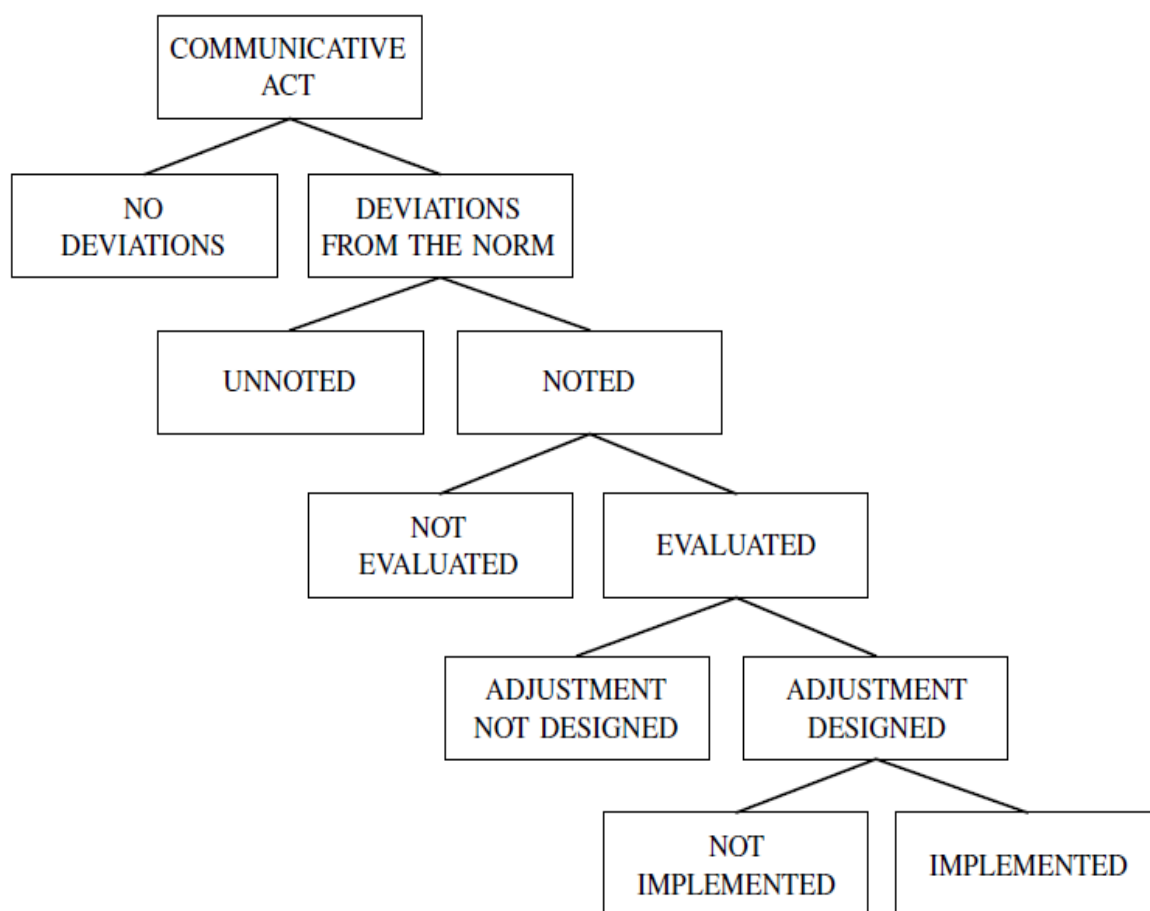 COMMUNICATIVE
ACT
NO
DEVIATIONS
DEVIATIONS
FROM THE NORM
UNNOTED
NOTED
NOT
EVALUATED
EVALUATED
ADJUSTMENT
NOT DESIGNED
ADJUSTMENT
DESIGNED
NOT
IMPLEMENTED
IMPLEMENTED